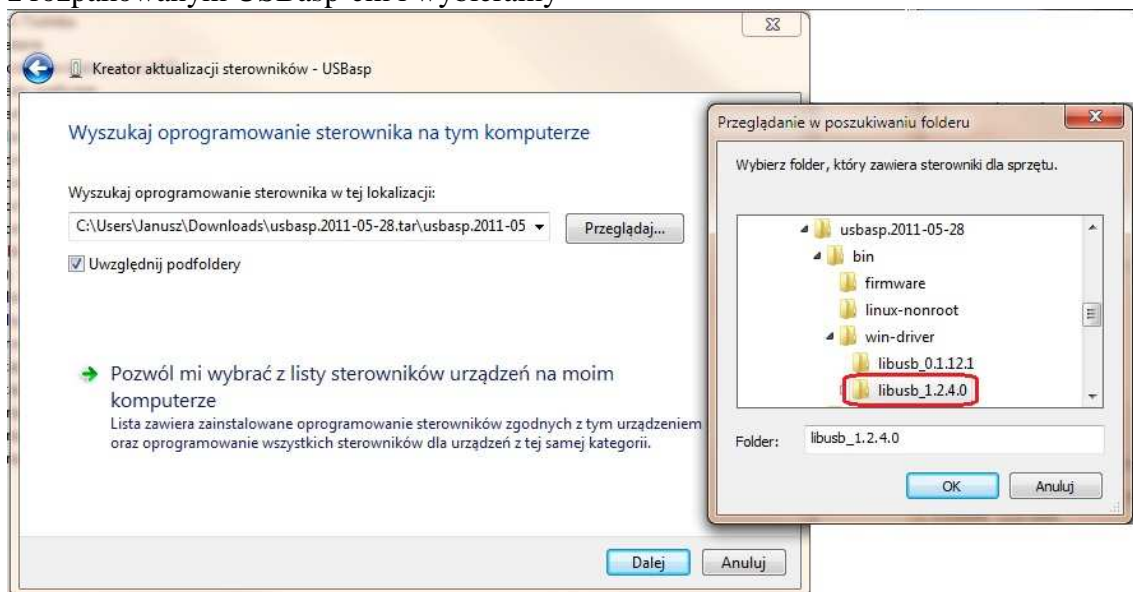 Kreator aktualizacji sterowników - USBasp
Wyszukaj oprogramowanie sterownika na tym komputerze
Wyszukaj oprogramowanie sterownika w tej lokalizacji:
C:\Users\Janusz\Downloads\usbasp.2011-05-28.tar\usbasp.2011-05
Przeglądaj...
Uwzględnij podfoldery
Pozwól mi wybrać z listy sterowników urządzeń na moim
komputerze
Lista zawiera zainstalowane oprogramowanie sterowników zgodnych z tym urządzeniem
oraz oprogramowanie wszystkich sterowników dla urządzeń z tej samej kategorii.
Dalej
Anuluj
Przeglądanie w poszukiwaniu folderu
Wybierz folder, który zawiera sterowniki dla sprzętu.
usbasp.2011-05-28
bin
firmware
linux-nonroot
win-driver
libusb_0.1.12.1
libusb_1.2.4.0
Folder:
libusb_1.2.4.0
OK
Anuluj